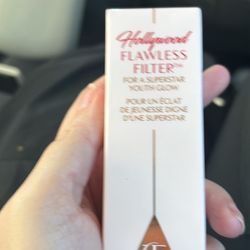 Hollywood
FLAWLESS
FILTER™
FOR A SUPERSTAR
YOUTH GLOW
POUR UN ÉCLAT
DE JEUNESSE DIGNE
D'UNE SUPERSTAR